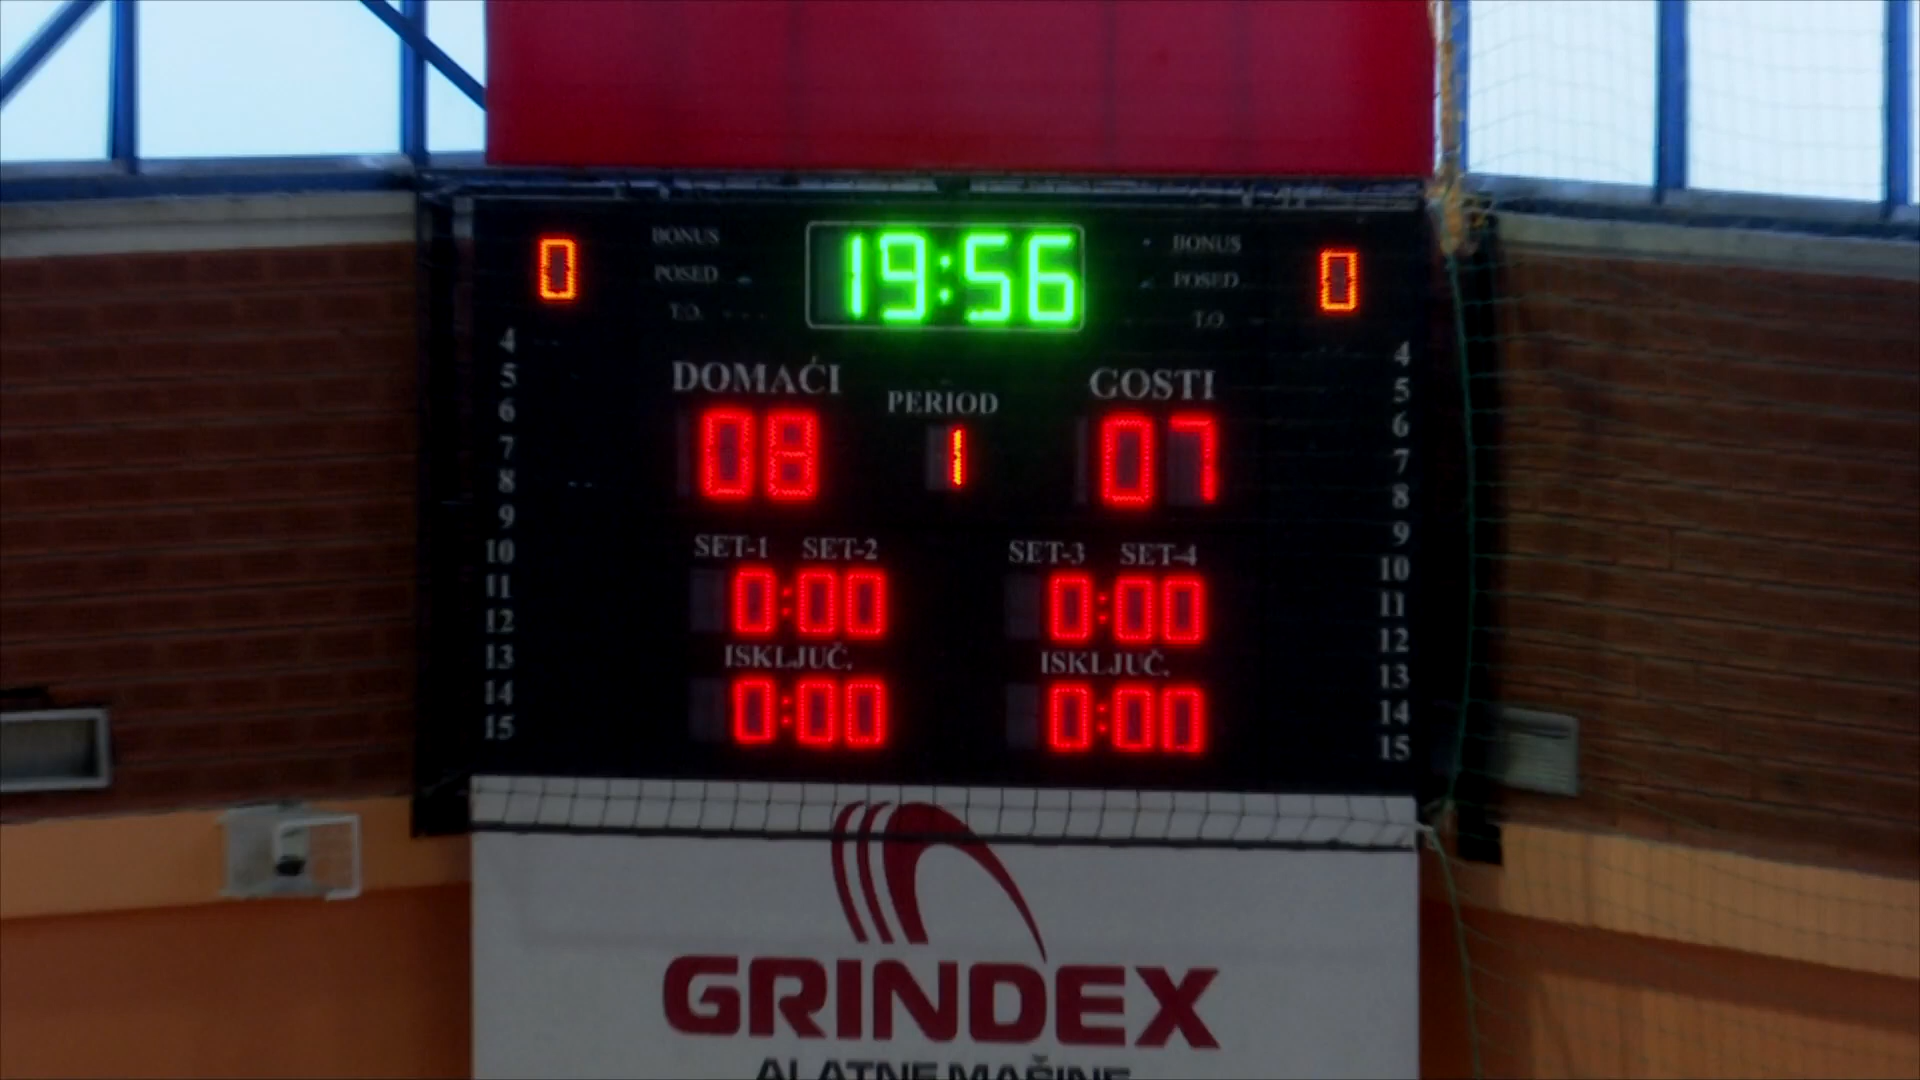 0 BONUS 19:56 BONUS 0
POSED POSED
T.O. T.O.
4 4
DOMAĆI GOSTI
5 5
PERIOD
6 6
08 1 07
7 7
8 8
9 9
SET-1 SET-2 SET-3 SET-4
10 10
0:00 0:00
11 11
12 12
ISKLJUČ. ISKLJUČ.
13 13
0:00 0:00
14 14
15 15
GRINDEX
ALATNE MAŠINE